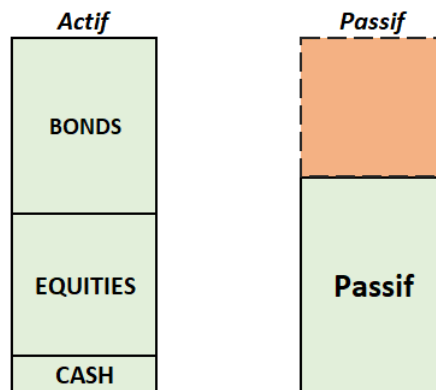 Actif
Passif
BONDS
EQUITIES
Passif
CASH